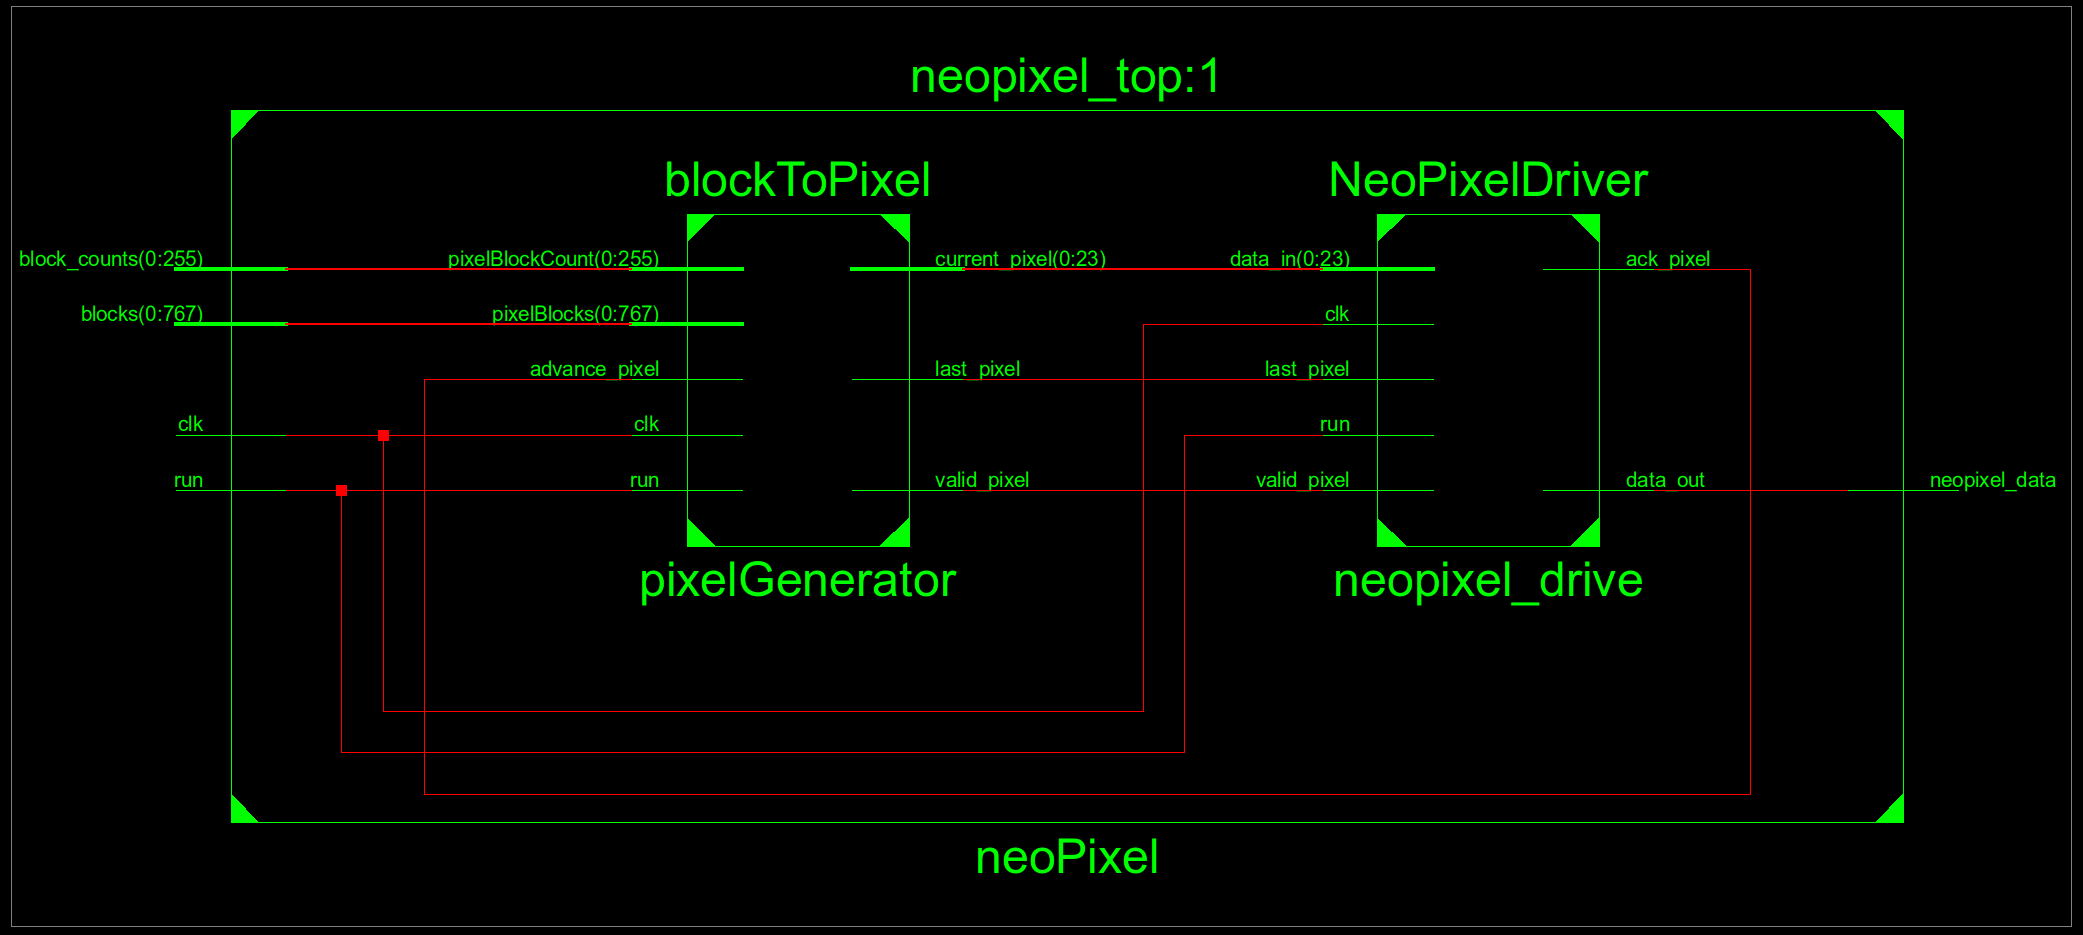 neopixel_top:1
blockToPixel
NeoPixelDriver
block_counts(0:255)
pixelBlockCount(0:255)
current_pixel(0:23)
data_in(0:23)
ack_pixel
blocks(0:767)
pixelBlocks(0:767)
clk
advance_pixel
last_pixel
last_pixel
clk
clk
run
run
run
valid_pixel
valid_pixel
data_out
neopixel_data
pixelGenerator
neopixel_drive
neoPixel